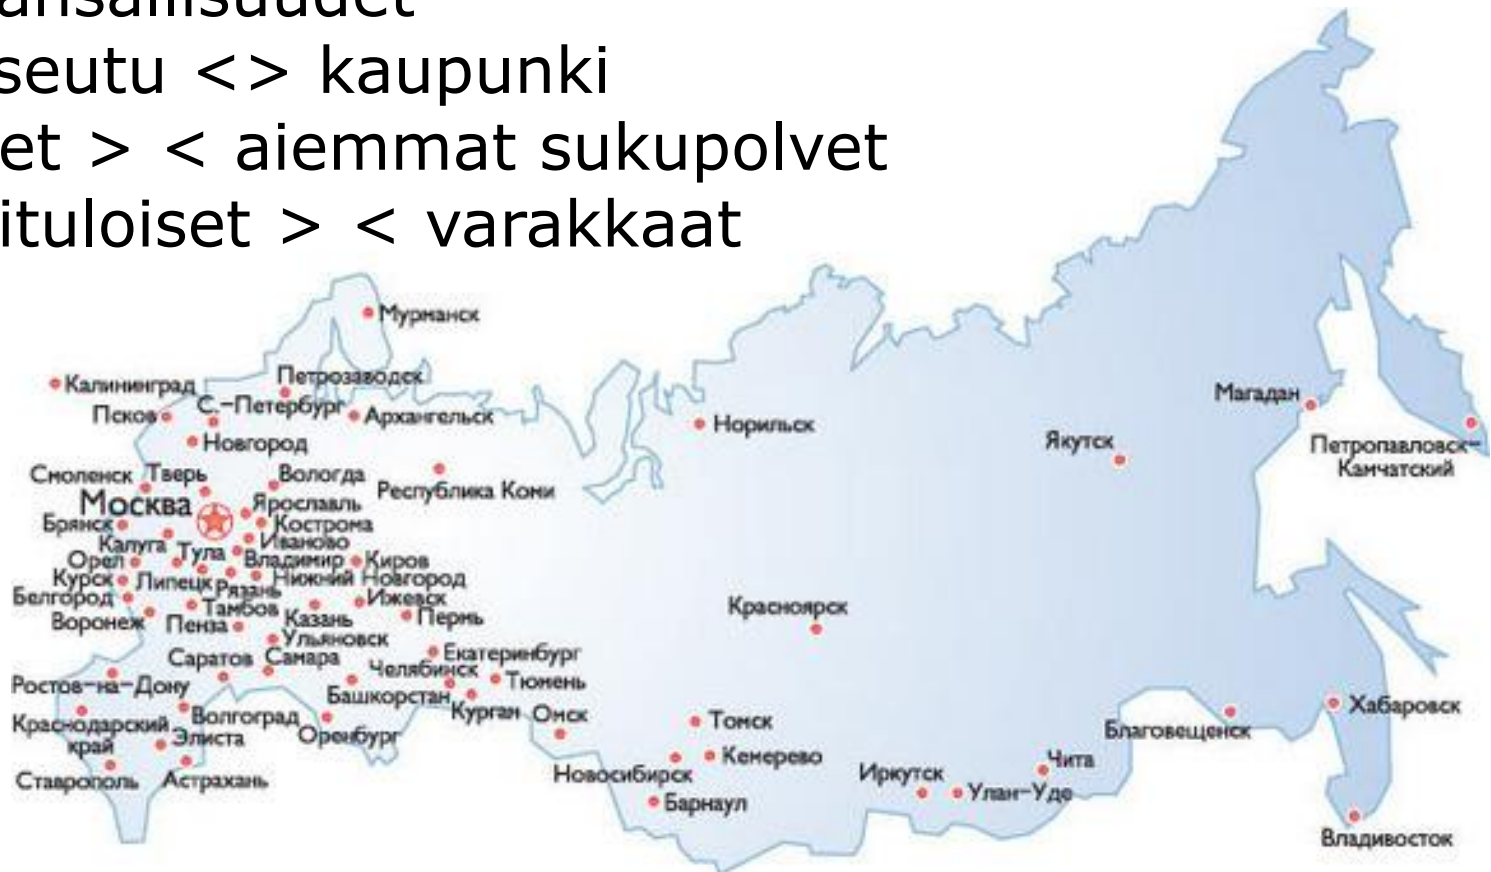 ansallisuudet
seutu <> kaupunki
et > < aiemmat sukupolvet
ituloiset > < varakkaat
Мурманск
Петрозаводск
Калининград
С.-Петербург
Псков
Архангельск
Новгород
Магадан
Норильск
Якутск
Петропавловск-
Камчатский
Смоленск
Тверь
Вологда
Республика Коми
Москва
Ярославль
Брянск
Кострома
Калуга
Иваново
Орел
Тула
Владимир
Киров
Курск
Липецк
Рязань
Нижний Новгород
Белгород
Тамбов
Ижевск
Воронеж
Пенза
Казань
Пермь
Красноярск
Ульяновск
Саратов
Самара
Екатеринбург
Челябинск
Тюмень
Ростов-на-Дону
Башкорстан
Курган
Омск
Краснодарский
край
Волгоград
Элиста
Оренбург
Томск
Хабаровск
Благовещенск
Ставрополь
Астрахань
Новосибирск
Кемерево
Иркутск
Чита
Улан-Уде
Барнаул
Владивосток